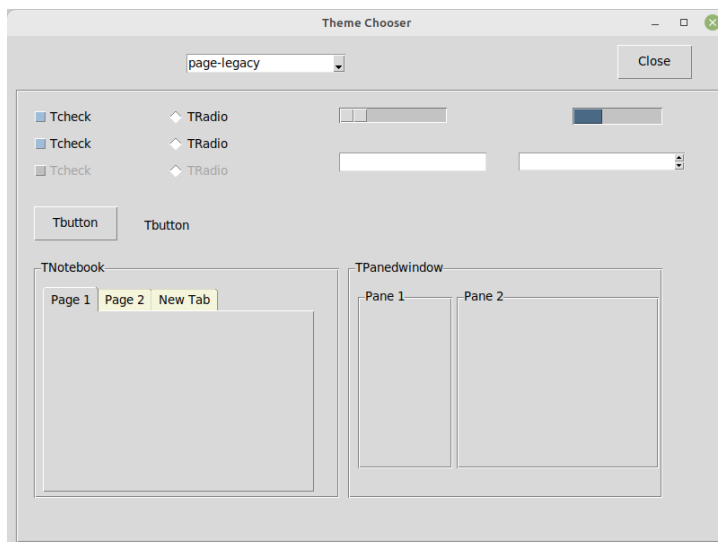 Theme Chooser
page-legacy
Close
Tcheck
TRadio
Tcheck
TRadio
Tcheck
TRadio
Tbutton
Tbutton
TNotebook
Page 1
Page 2
New Tab
TPanedwindow
Pane 1
Pane 2